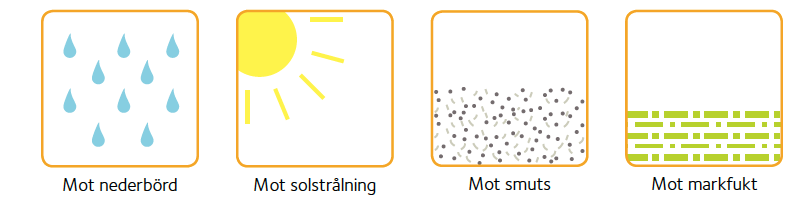 Mot nederbörd
Mot solstrålning
Mot smuts
Mot markfukt